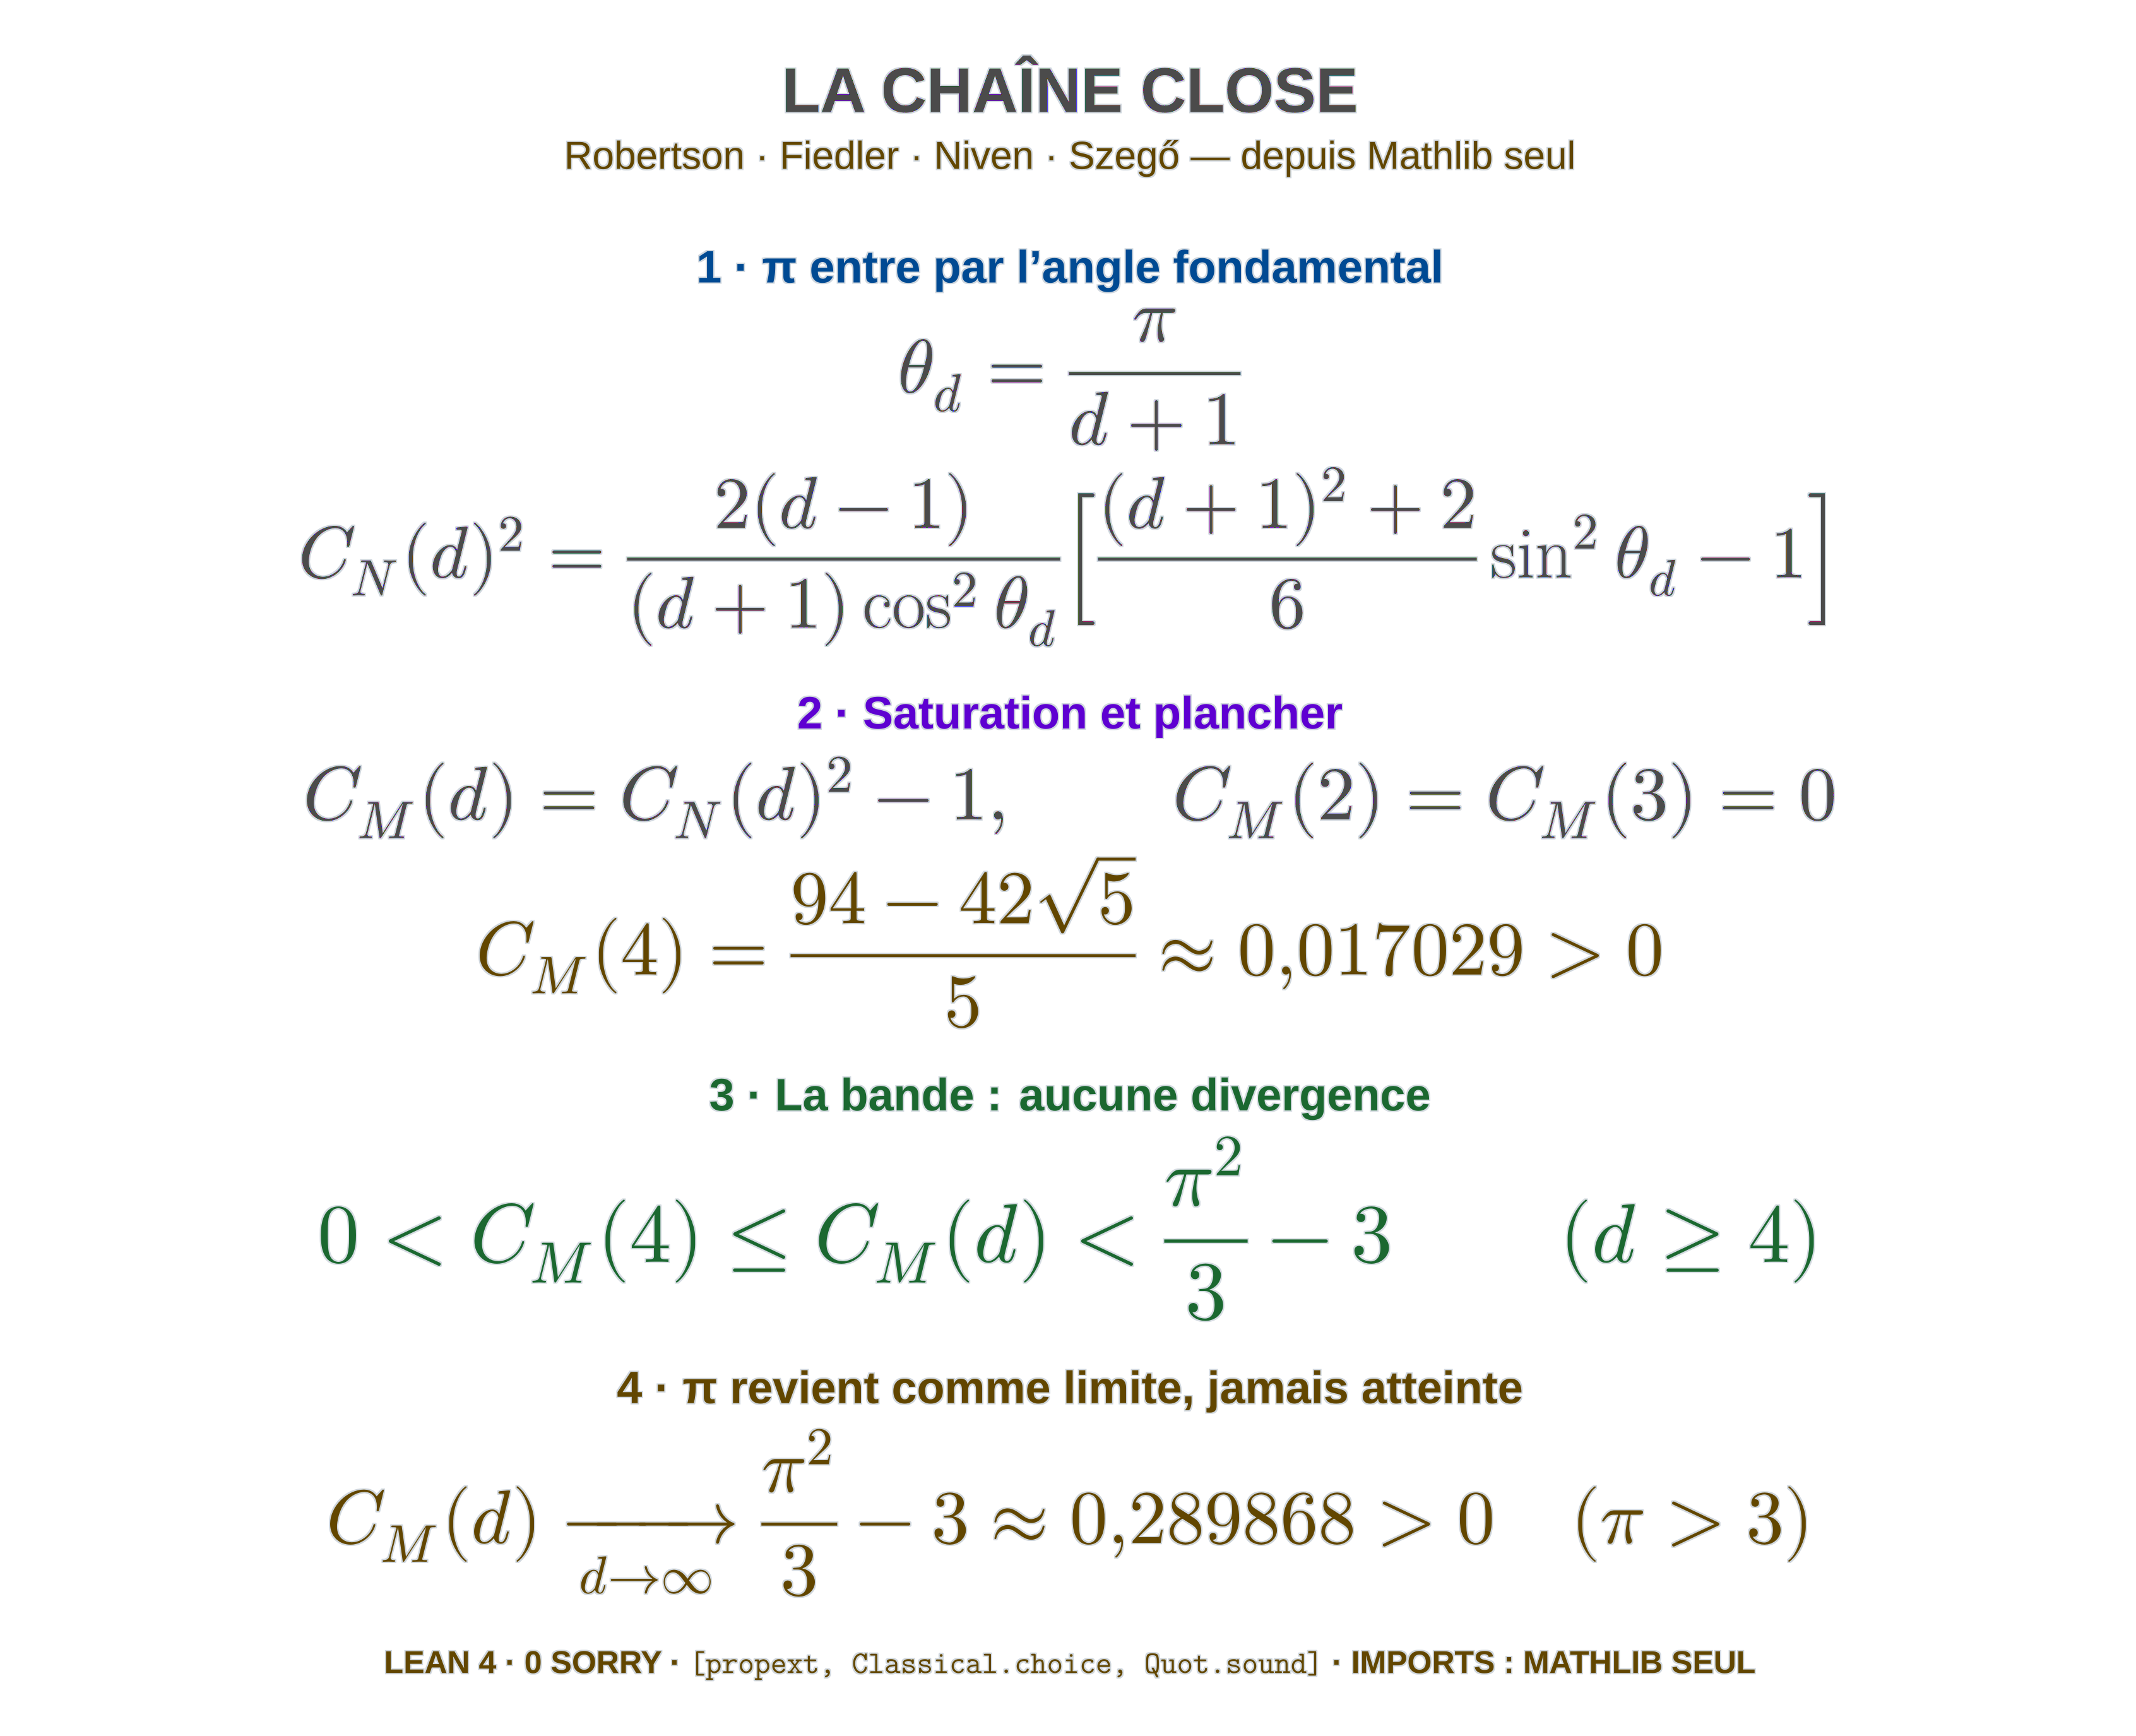 LA CHAÎNE CLOSE
Robertson · Fiedler · Niven · Szegő — depuis Mathlib seul
1 · π entre par l’angle fondamental
θ_d = π/(d + 1)
C_N(d)² = 2(d − 1)/((d + 1) cos² θ_d) [((d + 1)² + 2)/6 sin² θ_d − 1]
2 · Saturation et plancher
C_M(d) = C_N(d)² − 1, C_M(2) = C_M(3) = 0
C_M(4) = (94 − 42√5)/5 ≈ 0,017029 > 0
3 · La bande : aucune divergence
0 < C_M(4) ≤ C_M(d) < π²/3 − 3 (d ≥ 4)
4 · π revient comme limite, jamais atteinte
C_M(d) ⟶_{d→∞} π²/3 − 3 ≈ 0,289868 > 0 (π > 3)
LEAN 4 · 0 SORRY · [propext, Classical.choice, Quot.sound] · IMPORTS : MATHLIB SEUL